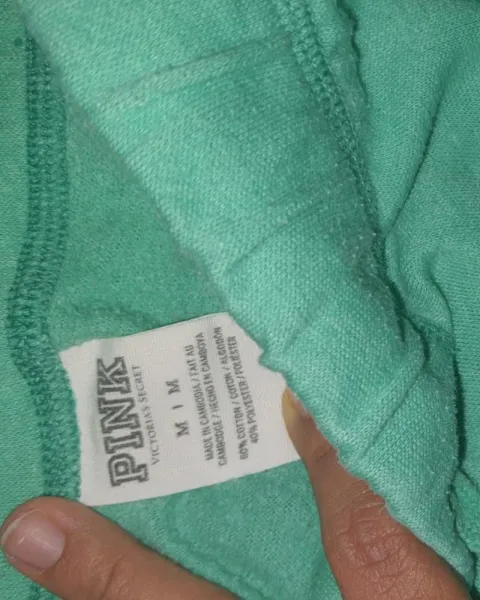 PINK
VICTORIA'S SECRET
M | M
MADE IN CAMBODIA / FAIT AU
CAMBODGE / HECHO EN CAMBOYA
60% COTTON / COTON / ALGODÓN
40% POLYESTER / POLIÉSTER